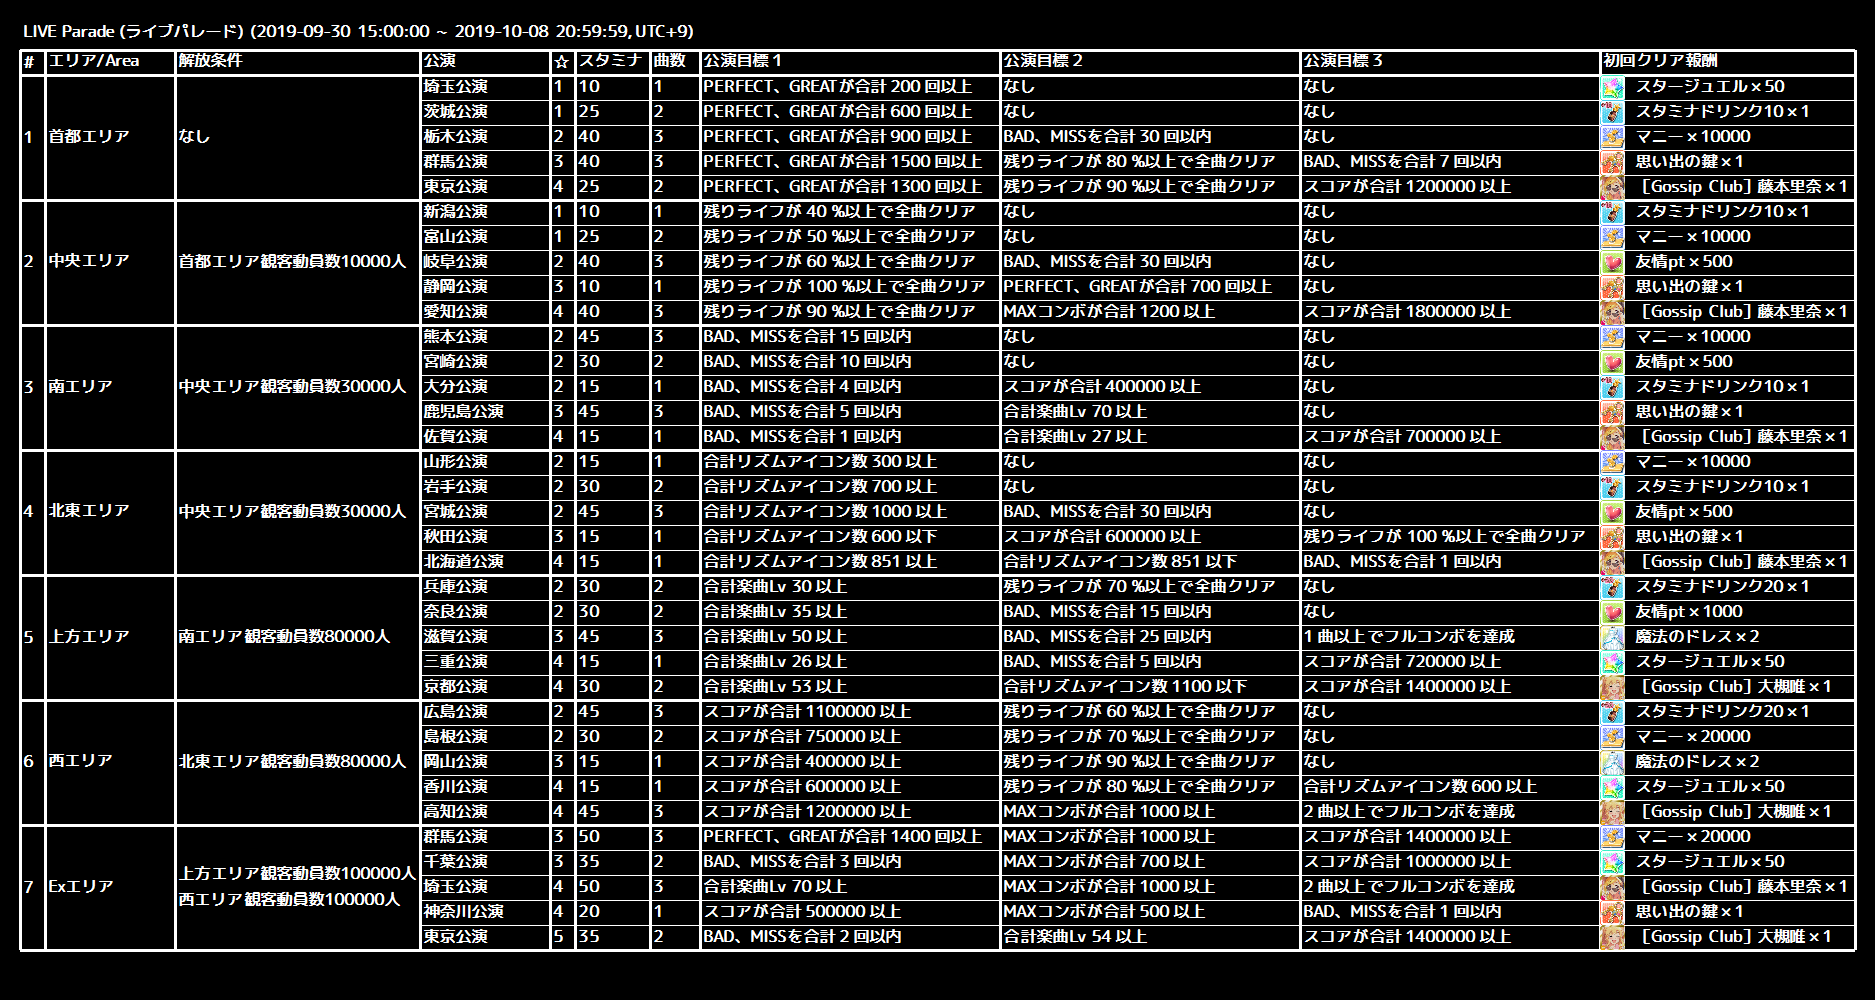 LIVE Parade (ライブパレード) (2019-09-30 15:00:00 ~ 2019-10-08 20:59:59, UTC+9)
# エリア/Area 解放条件 公演 ☆ スタミナ 曲数 公演目標1 公演目標2 公演目標3 初回クリア報酬
1 首都エリア なし
埼玉公演 1 10 1 PERFECT、GREATが合計 200 回以上 なし なし スタージュエル×50
茨城公演 1 25 2 PERFECT、GREATが合計 600 回以上 なし なし スタミナドリンク10×1
栃木公演 2 40 3 PERFECT、GREATが合計 900 回以上 BAD、MISSを合計 30 回以内 なし マニー×10000
群馬公演 3 40 3 PERFECT、GREATが合計 1500 回以上 残りライフが 80 %以上で全曲クリア BAD、MISSを合計 7 回以内 思い出の鍵×1
東京公演 4 25 2 PERFECT、GREATが合計 1300 回以上 残りライフが 90 %以上で全曲クリア スコアが合計 1200000 以上 [Gossip Club] 藤本里奈×1
2 中央エリア 首都エリア観客動員数10000人
新潟公演 1 10 1 残りライフが 40 %以上で全曲クリア なし なし スタミナドリンク10×1
富山公演 1 25 2 残りライフが 50 %以上で全曲クリア なし なし マニー×10000
岐阜公演 2 40 3 残りライフが 60 %以上で全曲クリア BAD、MISSを合計 30 回以内 なし 友情pt×500
静岡公演 3 10 1 残りライフが 100 %以上で全曲クリア PERFECT、GREATが合計 700 回以上 なし 思い出の鍵×1
愛知公演 4 40 3 残りライフが 90 %以上で全曲クリア MAXコンボが合計 1200 以上 スコアが合計 1800000 以上 [Gossip Club] 藤本里奈×1
3 南エリア 中央エリア観客動員数30000人
熊本公演 2 45 3 BAD、MISSを合計 15 回以内 なし なし マニー×10000
宮崎公演 2 30 2 BAD、MISSを合計 10 回以内 なし なし 友情pt×500
大分公演 2 15 1 BAD、MISSを合計 4 回以内 スコアが合計 400000 以上 なし スタミナドリンク10×1
鹿児島公演 3 45 3 BAD、MISSを合計 5 回以内 合計楽曲Lv 70 以上 なし 思い出の鍵×1
佐賀公演 4 15 1 BAD、MISSを合計 1 回以内 合計楽曲Lv 27 以上 スコアが合計 700000 以上 [Gossip Club] 藤本里奈×1
4 北東エリア 中央エリア観客動員数30000人
山形公演 2 15 1 合計リズムアイコン数 300 以上 なし なし マニー×10000
岩手公演 2 30 2 合計リズムアイコン数 700 以上 なし なし スタミナドリンク10×1
宮城公演 2 45 3 合計リズムアイコン数 1000 以上 BAD、MISSを合計 30 回以内 なし 友情pt×500
秋田公演 3 15 1 合計リズムアイコン数 600 以下 スコアが合計 600000 以上 残りライフが 100 %以上で全曲クリア 思い出の鍵×1
北海道公演 4 15 1 合計リズムアイコン数 851 以上 合計リズムアイコン数 851 以下 BAD、MISSを合計 1 回以内 [Gossip Club] 藤本里奈×1
5 上方エリア 南エリア観客動員数80000人
兵庫公演 2 30 2 合計楽曲Lv 30 以上 残りライフが 70 %以上で全曲クリア なし スタミナドリンク20×1
奈良公演 2 30 2 合計楽曲Lv 35 以上 BAD、MISSを合計 15 回以内 なし 友情pt×1000
滋賀公演 3 45 3 合計楽曲Lv 50 以上 BAD、MISSを合計 25 回以内 1 曲以上でフルコンボを達成 魔法のドレス×2
三重公演 4 15 1 合計楽曲Lv 26 以上 BAD、MISSを合計 5 回以内 スコアが合計 720000 以上 スタージュエル×50
京都公演 4 30 2 合計楽曲Lv 53 以上 合計リズムアイコン数 1100 以下 スコアが合計 1400000 以上 [Gossip Club] 大槻唯×1
6 西エリア 北東エリア観客動員数80000人
広島公演 2 45 3 スコアが合計 1100000 以上 残りライフが 60 %以上で全曲クリア なし スタミナドリンク20×1
島根公演 2 30 2 スコアが合計 750000 以上 残りライフが 70 %以上で全曲クリア なし マニー×20000
岡山公演 3 15 1 スコアが合計 400000 以上 残りライフが 90 %以上で全曲クリア なし 魔法のドレス×2
香川公演 4 15 1 スコアが合計 600000 以上 残りライフが 80 %以上で全曲クリア 合計リズムアイコン数 600 以上 スタージュエル×50
高知公演 4 45 3 スコアが合計 1200000 以上 MAXコンボが合計 1000 以上 2 曲以上でフルコンボを達成 [Gossip Club] 大槻唯×1
7 Exエリア 上方エリア観客動員数100000人
西エリア観客動員数100000人
群馬公演 3 50 3 PERFECT、GREATが合計 1400 回以上 MAXコンボが合計 1000 以上 スコアが合計 1400000 以上 マニー×20000
千葉公演 3 35 2 BAD、MISSを合計 3 回以内 MAXコンボが合計 700 以上 スコアが合計 1000000 以上 スタージュエル×50
埼玉公演 4 50 3 合計楽曲Lv 70 以上 MAXコンボが合計 1000 以上 2 曲以上でフルコンボを達成 [Gossip Club] 藤本里奈×1
神奈川公演 4 20 1 スコアが合計 500000 以上 MAXコンボが合計 500 以上 BAD、MISSを合計 1 回以内 思い出の鍵×1
東京公演 5 35 2 BAD、MISSを合計 2 回以内 合計楽曲Lv 54 以上 スコアが合計 1400000 以上 [Gossip Club] 大槻唯×1